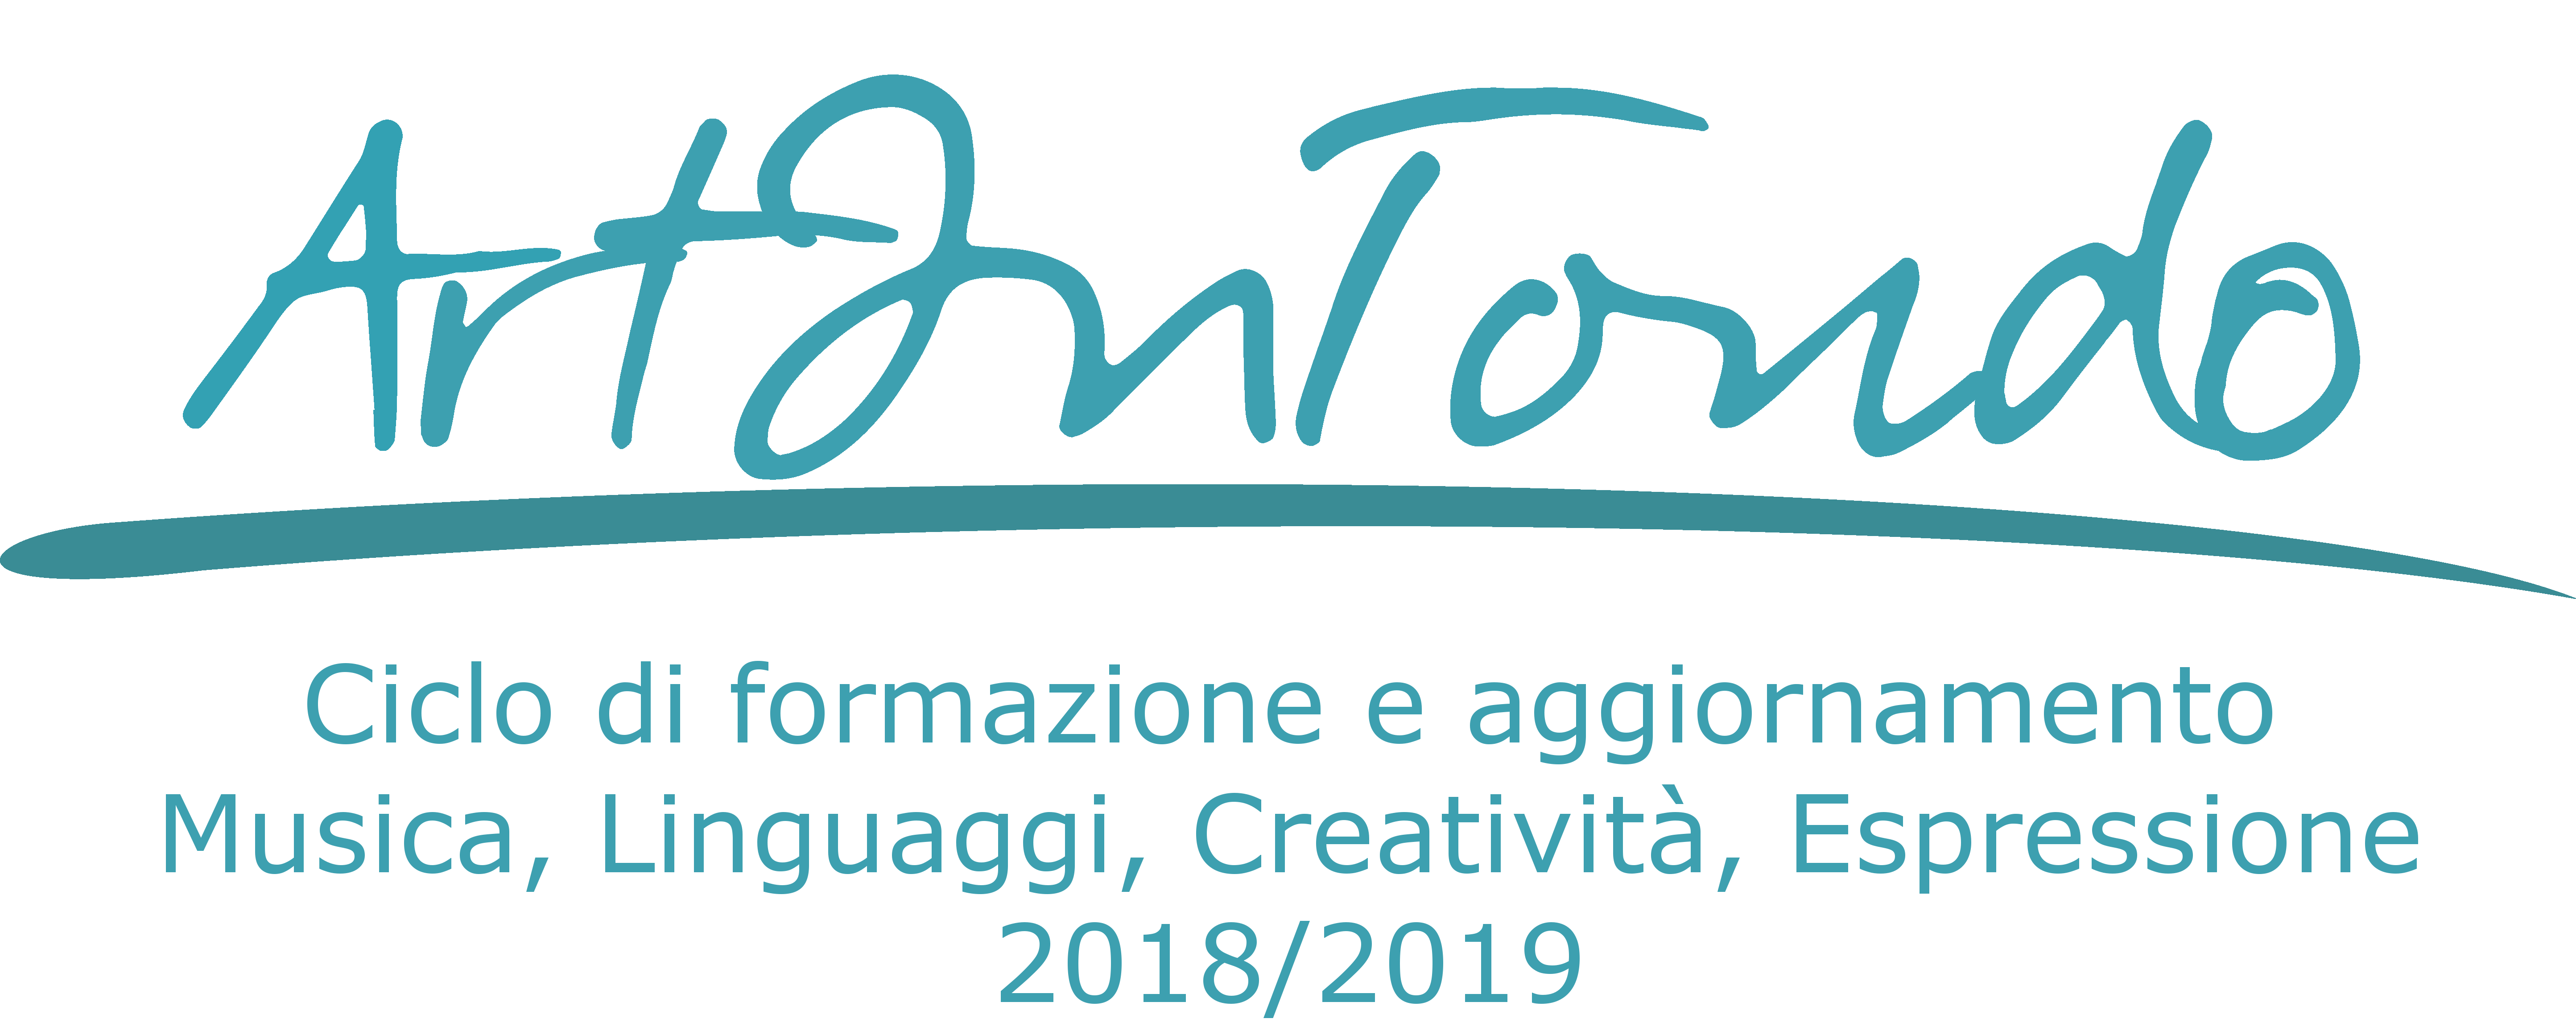 ArtInTondo
Ciclo di formazione e aggiornamento
Musica, Linguaggi, Creatività, Espressione
2018/2019